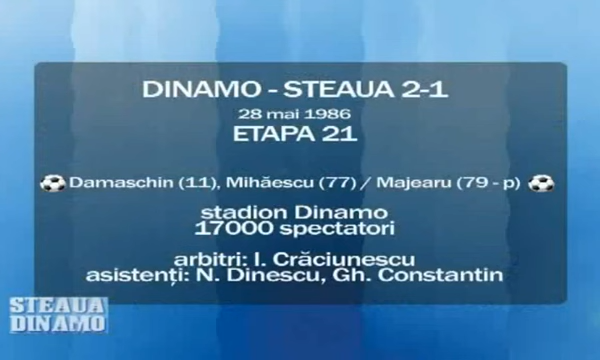 DINAMO - STEAUA 2-1
28 mai 1986
ETAPA 21
Damaschin (11), Mihăescu (77) / Majearu (79 - p)
stadion Dinamo
17000 spectatori
arbitri: I. Crăciunescu
asistenți: N. Dinescu, Gh. Constantin
STEAUA
DINAMO